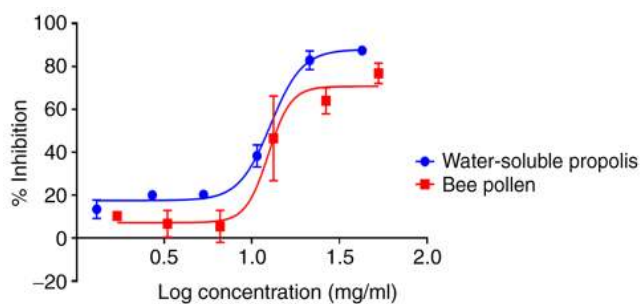 100
80
60
40
20
0
−20
% Inhibition
0.5 1.0 1.5 2.0
Log concentration (mg/ml)
Water-soluble propolis
Bee pollen